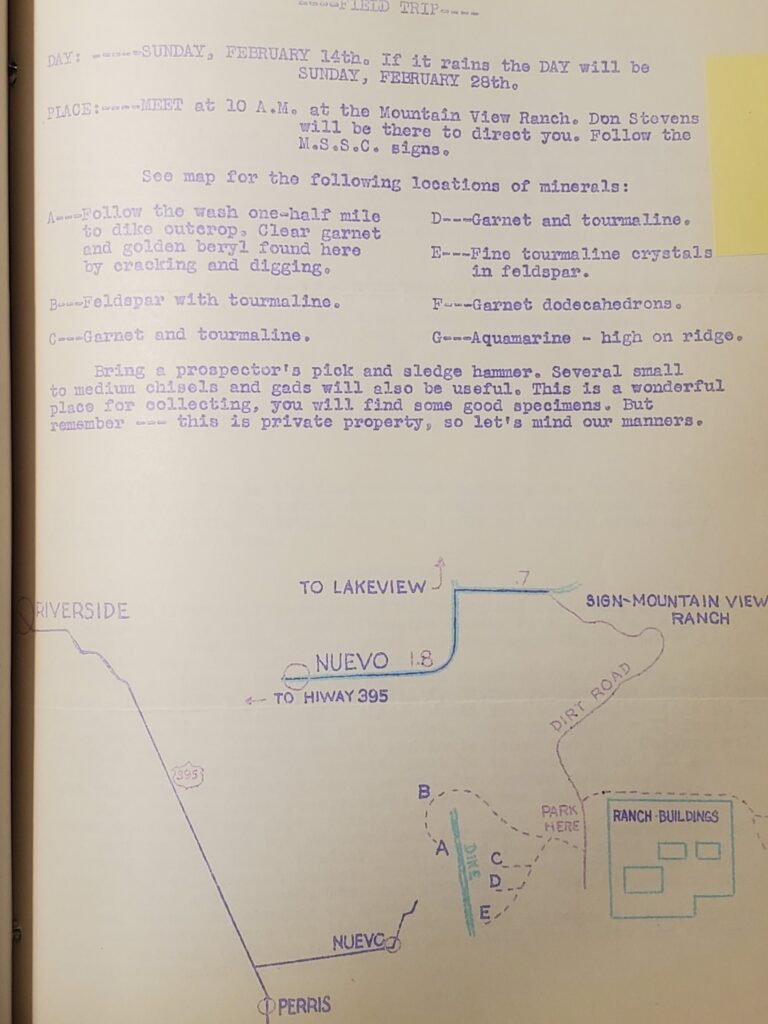 ----FIELD TRIP----
DAY: -----SUNDAY, FEBRUARY 14th. If it rains the DAY will be
SUNDAY, FEBRUARY 28th.
PLACE:----MEET at 10 A.M. at the Mountain View Ranch. Don Stevens
will be there to direct you. Follow the
M.S.S.C. signs.
See map for the following locations of minerals:
A---Follow the wash one-half mile
to dike outcrop. Clear garnet
and golden beryl found here
by cracking and digging.
B---Feldspar with tourmaline.
C---Garnet and tourmaline.
D---Garnet and tourmaline.
E---Fine tourmaline crystals
in feldspar.
F---Garnet dodecahedrons.
G---Aquamarine - high on ridge.
Bring a prospector's pick and sledge hammer. Several small
to medium chisels and gads will also be useful. This is a wonderful
place for collecting, you will find some good specimens. But
remember --- this is private property, so let's mind our manners.
TO LAKEVIEW
.7
SIGN-MOUNTAIN VIEW
RANCH
RIVERSIDE
NUEVO 1.8
← TO HIWAY 395
DIRT ROAD
395
B
PARK
HERE
RANCH-BUILDINGS
A
DIKE
C
D
E
NUEVO
PERRIS